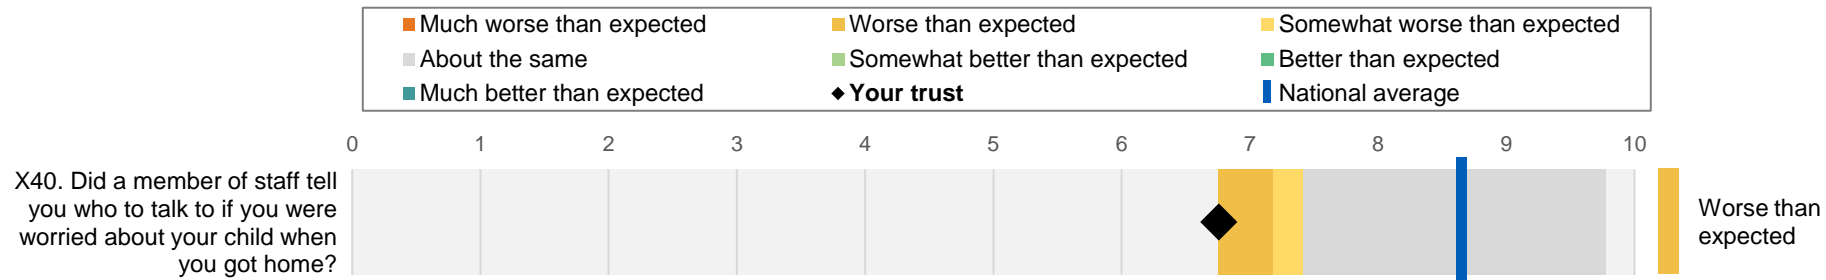 Much worse than expected
Worse than expected
Somewhat worse than expected
About the same
Somewhat better than expected
Better than expected
Much better than expected
Your trust
National average
0 1 2 3 4 5 6 7 8 9 10
X40. Did a member of staff tell
you who to talk to if you were
worried about your child when
you got home?
Worse than
expected